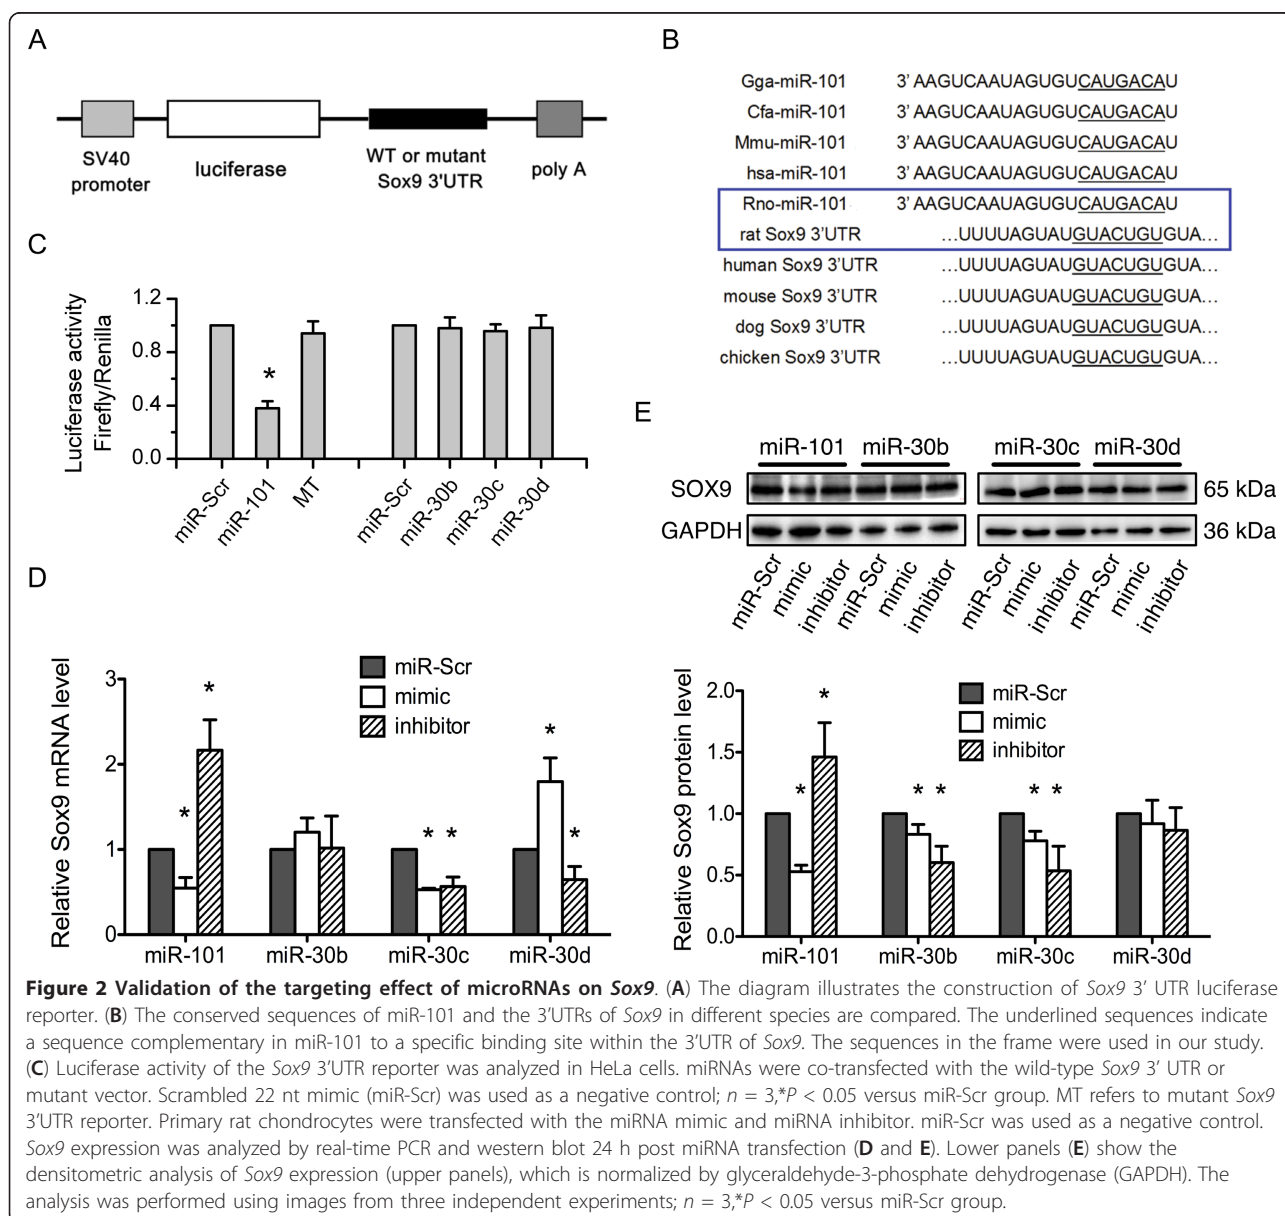 A
SV40
promoter
luciferase
WT or mutant
Sox9 3'UTR
poly A
B
Gga-miR-101 3' AAGUCAAUAGUGUCAUGACAU
Cfa-miR-101 3' AAGUCAAUAGUGUCAUGACAU
Mmu-miR-101 3' AAGUCAAUAGUGUCAUGACAU
hsa-miR-101 3' AAGUCAAUAGUGUCAUGACAU
Rno-miR-101 3' AAGUCAAUAGUGUCAUGACAU
rat Sox9 3'UTR ...UUUUAGUAUGUACUGUGUA...
human Sox9 3'UTR ...UUUUAGUAUGUACUGUGUA...
mouse Sox9 3'UTR ...UUUUAGUAUGUACUGUGUA...
dog Sox9 3'UTR ...UUUUAGUAUGUACUGUGUA...
chicken Sox9 3'UTR ...UUUUAGUAUGUACUGUGUA...
C
Luciferase activity
Firefly/Renilla
1.2
0.8
0.4
0.0
*
miR-Scr
miR-101
MT
miR-Scr
miR-30b
miR-30c
miR-30d
E
miR-101 miR-30b miR-30c miR-30d
SOX9 65 kDa
GAPDH 36 kDa
miR-Scr
mimic
inhibitor
miR-Scr
mimic
inhibitor
miR-Scr
mimic
inhibitor
miR-Scr
mimic
inhibitor
D
Relative Sox9 mRNA level
3
2
1
0
miR-Scr
mimic
inhibitor
* * * * * *
miR-101 miR-30b miR-30c miR-30d
Relative Sox9 protein level
2.0
1.5
1.0
0.5
0.0
miR-Scr
mimic
inhibitor
* * * * * *
miR-101 miR-30b miR-30c miR-30d
Figure 2 Validation of the targeting effect of microRNAs on Sox9. (A) The diagram illustrates the construction of Sox9 3' UTR luciferase
reporter. (B) The conserved sequences of miR-101 and the 3'UTRs of Sox9 in different species are compared. The underlined sequences indicate
a sequence complementary in miR-101 to a specific binding site within the 3'UTR of Sox9. The sequences in the frame were used in our study.
(C) Luciferase activity of the Sox9 3'UTR reporter was analyzed in HeLa cells. miRNAs were co-transfected with the wild-type Sox9 3' UTR or
mutant vector. Scrambled 22 nt mimic (miR-Scr) was used as a negative control; n = 3,*P < 0.05 versus miR-Scr group. MT refers to mutant Sox9
3'UTR reporter. Primary rat chondrocytes were transfected with the miRNA mimic and miRNA inhibitor. miR-Scr was used as a negative control.
Sox9 expression was analyzed by real-time PCR and western blot 24 h post miRNA transfection (D and E). Lower panels (E) show the
densitometric analysis of Sox9 expression (upper panels), which is normalized by glyceraldehyde-3-phosphate dehydrogenase (GAPDH). The
analysis was performed using images from three independent experiments; n = 3,*P < 0.05 versus miR-Scr group.